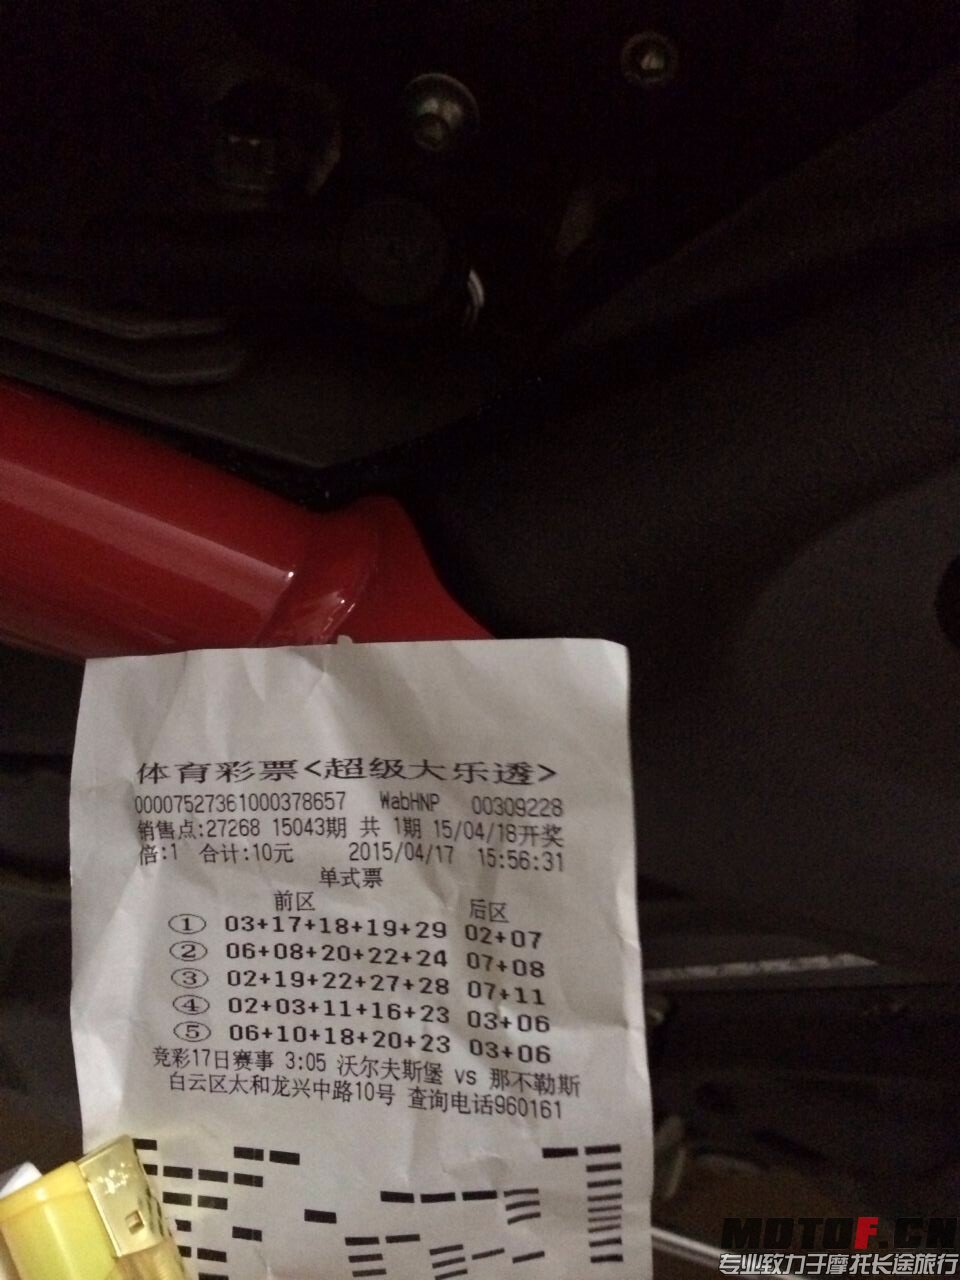 体育彩票<超级大乐透>
00007527361000378657 WabHNP 00309228
销售点:27268 15043期 共 1期 15/04/18开奖
倍:1 合计:10元 2015/04/17 15:56:31
单式票
前区 后区
① 03+17+18+19+29 02+07
② 06+08+20+22+24 07+08
③ 02+19+22+27+28 07+11
④ 02+03+11+16+23 03+06
⑤ 06+10+18+20+23 03+06
竞彩17日赛事 3:05 沃尔夫斯堡 vs 那不勒斯
白云区太和龙兴中路10号 查询电话960161
MOTOF.CN
专业致力于摩托长途旅行